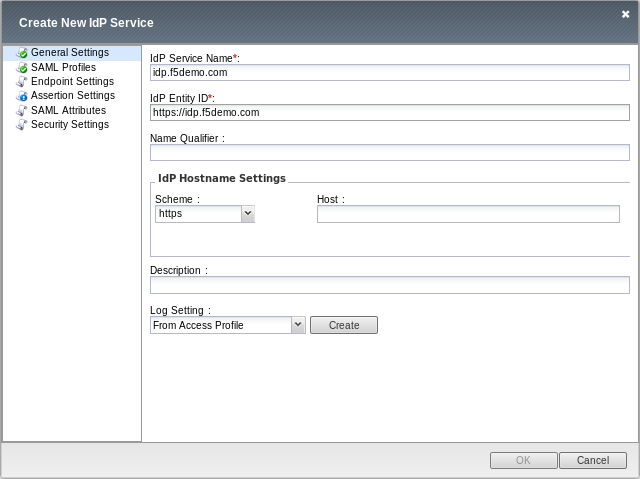 Create New IdP Service
General Settings
SAML Profiles
Endpoint Settings
Assertion Settings
SAML Attributes
Security Settings
IdP Service Name*:
idp.f5demo.com
IdP Entity ID*:
https://idp.f5demo.com
Name Qualifier :
IdP Hostname Settings
Scheme : Host :
https
Description :
Log Setting :
From Access Profile Create
OK Cancel